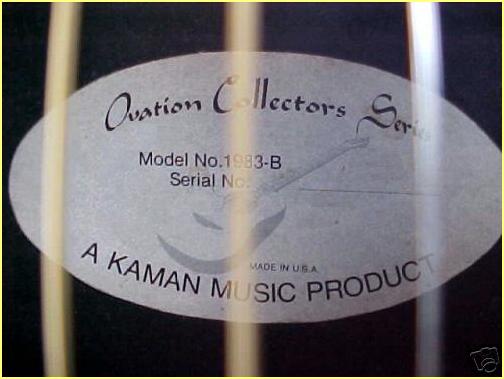 Ovation Collectors Series
Model No.1983-B
Serial No.
MADE IN U.S.A.
A KAMAN MUSIC PRODUCT